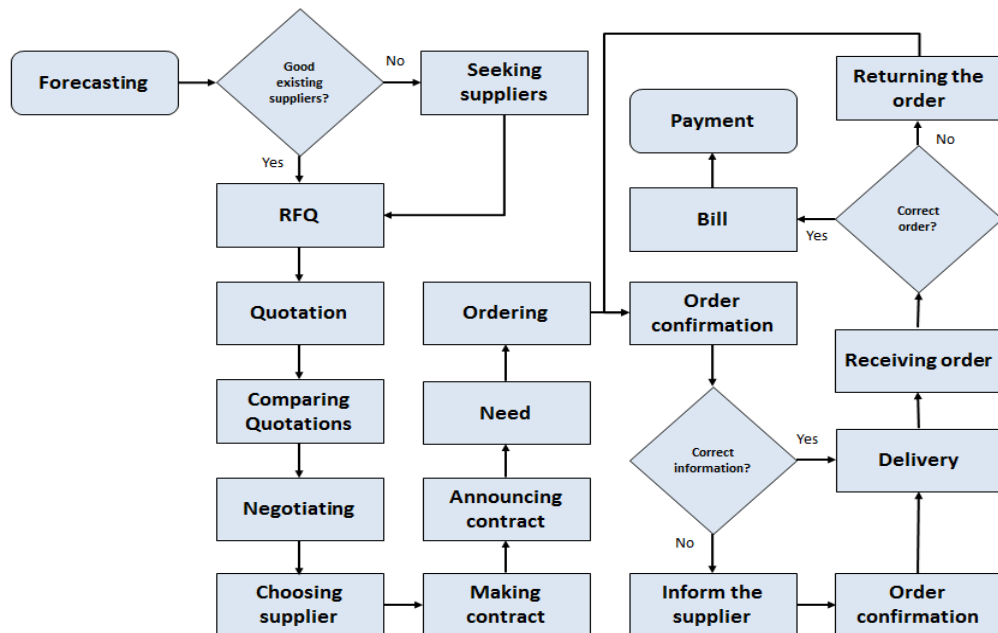 Forecasting
Good
existing
suppliers?
No
Seeking
suppliers
Yes
RFQ
Quotation
Comparing
Quotations
Negotiating
Choosing
supplier
Making
contract
Announcing
contract
Need
Ordering
Order
confirmation
Correct
information?
Yes
No
Inform the
supplier
Order
confirmation
Delivery
Receiving order
Correct
order?
No
Returning the
order
Yes
Bill
Payment